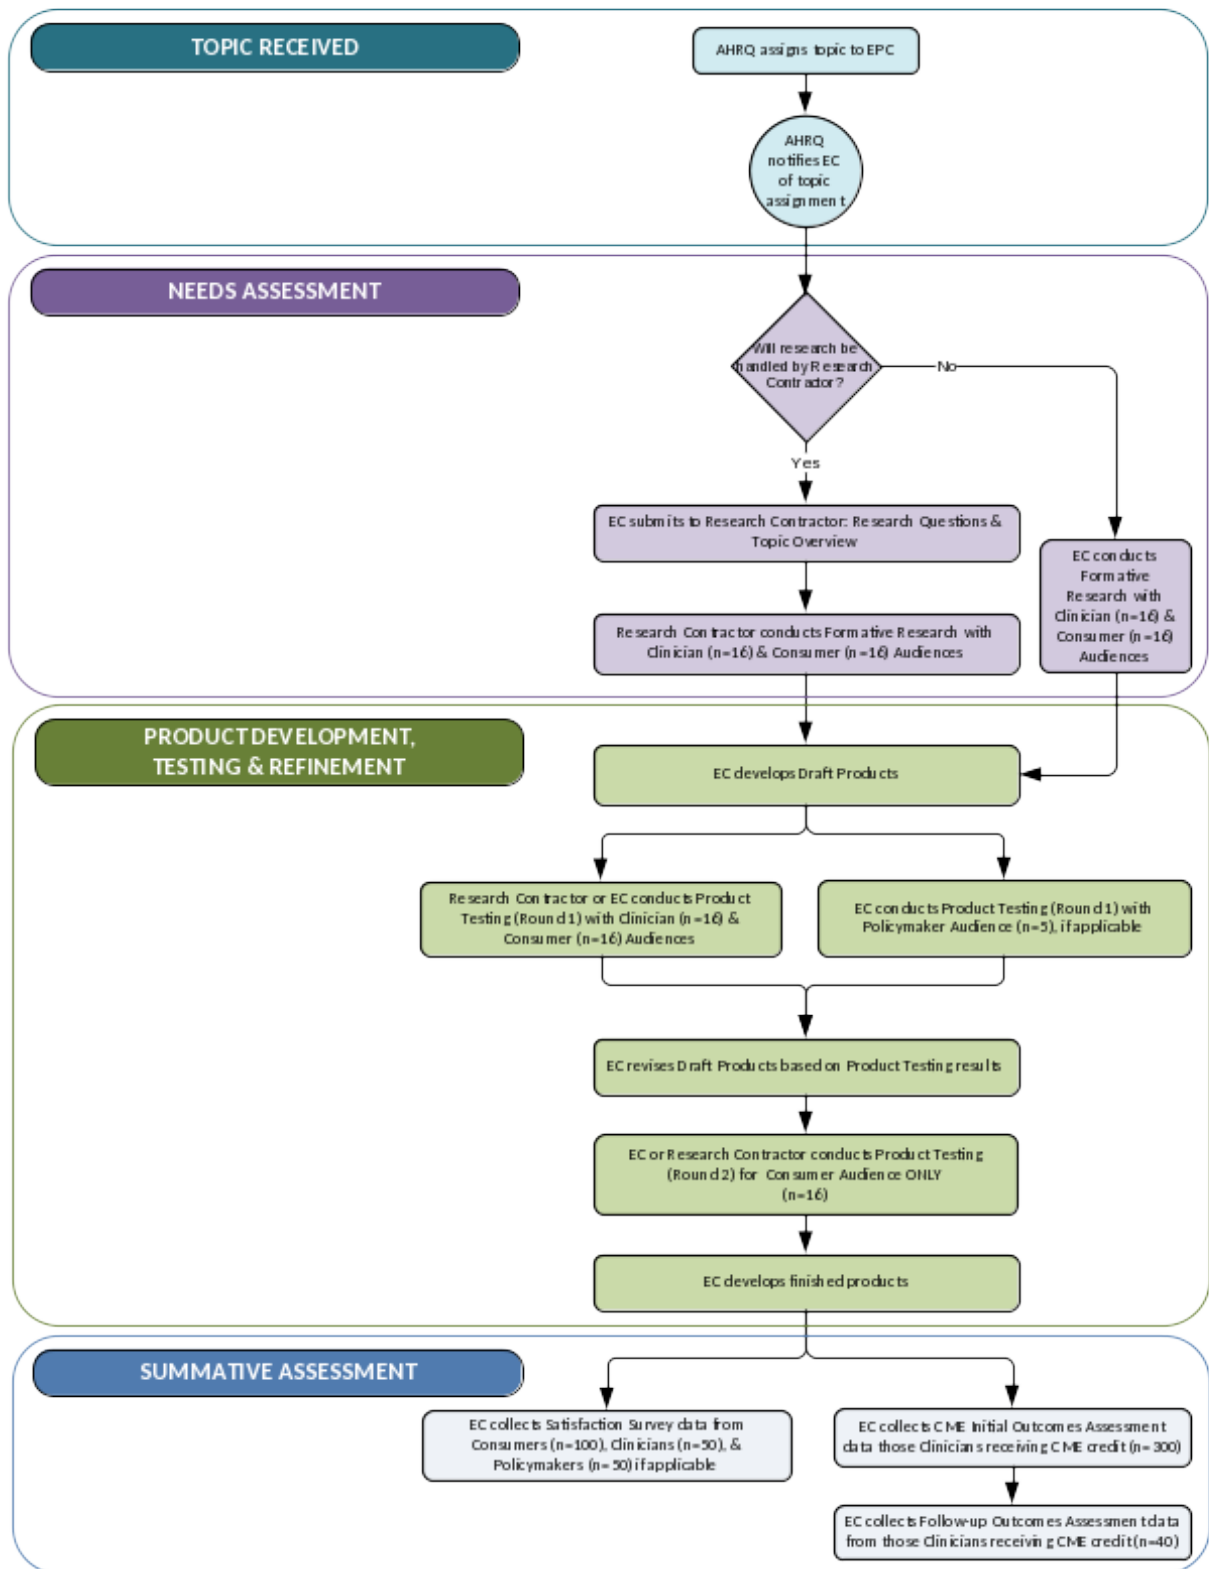 TOPIC RECEIVED
AHRQ assigns topic to EPC
AHRQ
notifies EC
of topic
assignment
NEEDS ASSESSMENT
Will research be
handled by Research
Contractor?
No
Yes
EC submits to Research Contractor: Research Questions &
Topic Overview
EC conducts
Formative
Research with
Clinician (n=16) &
Consumer (n=16)
Audiences
Research Contractor conducts Formative Research with
Clinician (n=16) & Consumer (n=16) Audiences
PRODUCT DEVELOPMENT,
TESTING & REFINEMENT
EC develops Draft Products
Research Contractor or EC conducts Product
Testing (Round 1) with Clinician (n=16) &
Consumer (n=16) Audiences
EC conducts Product Testing (Round 1) with
Policymaker Audience (n=5), if applicable
EC revises Draft Products based on Product Testing results
EC or Research Contractor conducts Product Testing
(Round 2) for Consumer Audience ONLY
(n=16)
EC develops finished products
SUMMATIVE ASSESSMENT
EC collects Satisfaction Survey data from
Consumers (n=100), Clinicians (n=50), &
Policymakers (n=50) if applicable
EC collects CME Initial Outcomes Assessment
data those Clinicians receiving CME credit (n=300)
EC collects Follow-up Outcomes Assessment data
from those Clinicians receiving CME credit (n=40)